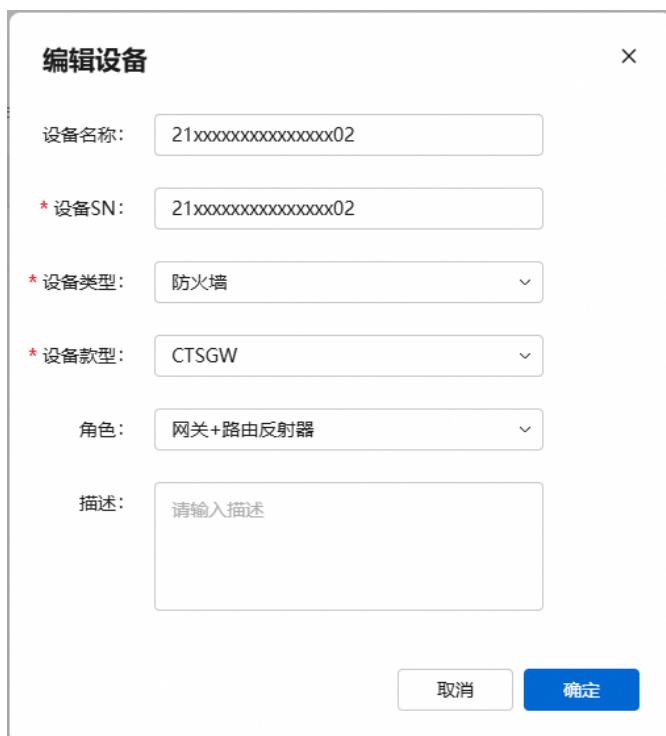 编辑设备
设备名称： 21xxxxxxxxxxxxxxx02
* 设备SN： 21xxxxxxxxxxxxxxx02
* 设备类型： 防火墙
* 设备款型： CTSGW
角色： 网关+路由反射器
描述： 请输入描述
取消 确定